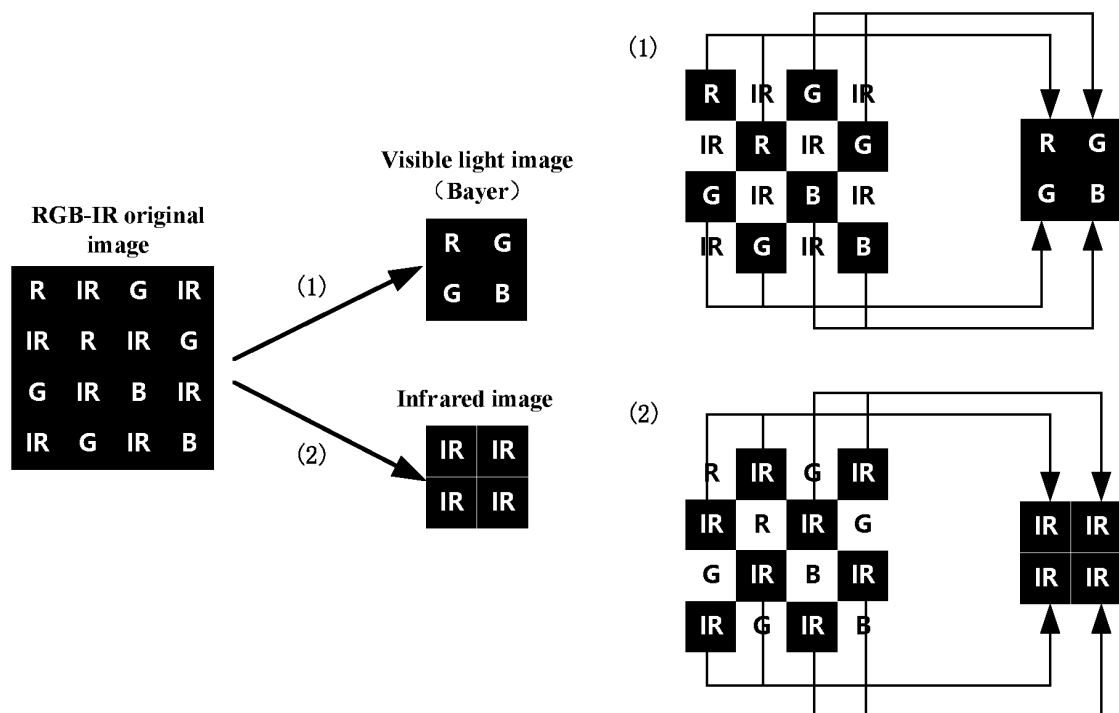 RGB-IR original
image
R IR G IR
IR R IR G
G IR B IR
IR G IR B
(1)
(2)
Visible light image
（Bayer）
R G
G B
Infrared image
IR IR
IR IR
(1)
R IR G IR
IR R IR G
G IR B IR
IR G IR B
R G
G B
(2)
R IR G IR
IR R IR G
G IR B IR
IR G IR B
IR IR
IR IR